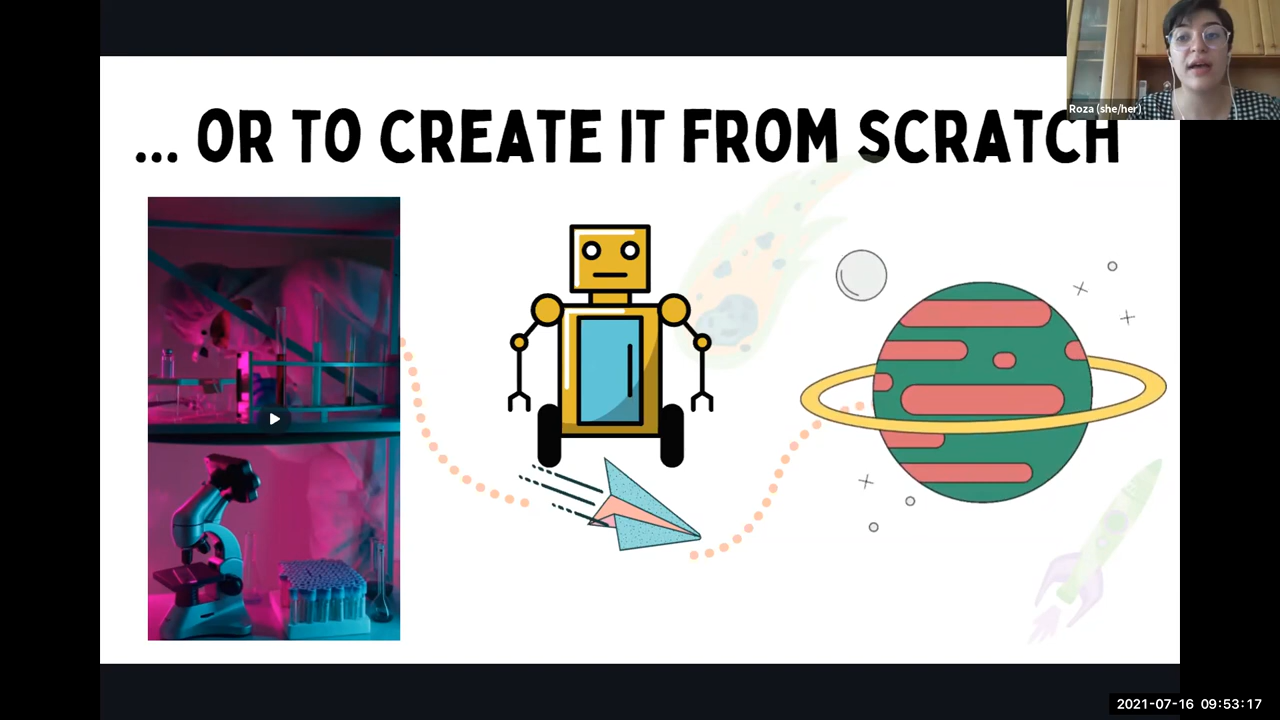 ... OR TO CREATE IT FROM SCRATCH
Roza (she/her)
2021-07-16 09:53:17